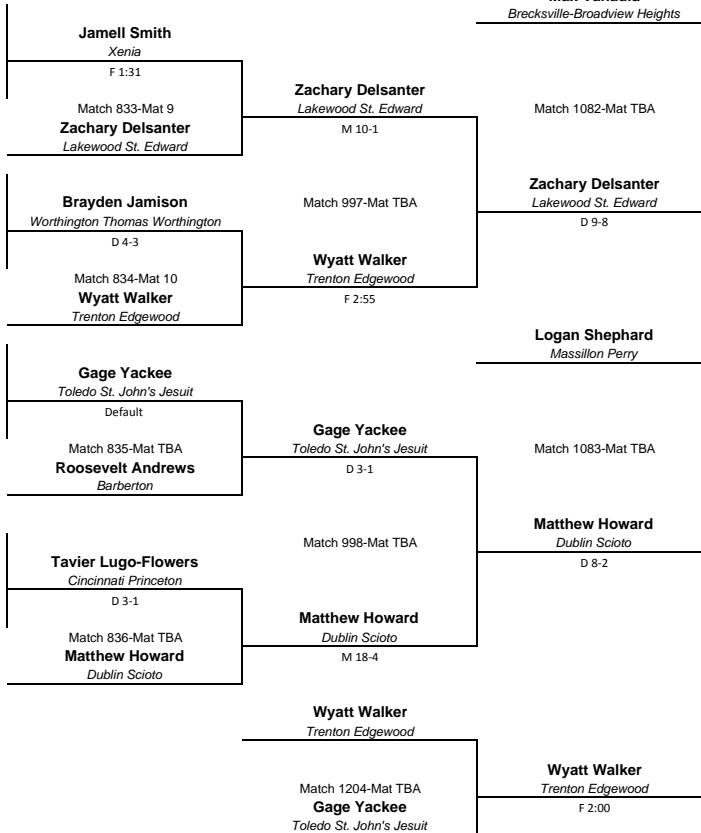 Jamell Smith
Xenia
F 1:31
Match 833-Mat 9
Zachary Delsanter
Lakewood St. Edward
Brayden Jamison
Worthington Thomas Worthington
D 4-3
Match 834-Mat 10
Wyatt Walker
Trenton Edgewood
Gage Yackee
Toledo St. John's Jesuit
Default
Match 835-Mat TBA
Roosevelt Andrews
Barberton
Tavier Lugo-Flowers
Cincinnati Princeton
D 3-1
Match 836-Mat TBA
Matthew Howard
Dublin Scioto
Zachary Delsanter
Lakewood St. Edward
M 10-1
Match 997-Mat TBA
Wyatt Walker
Trenton Edgewood
F 2:55
Gage Yackee
Toledo St. John's Jesuit
D 3-1
Match 998-Mat TBA
Matthew Howard
Dublin Scioto
M 18-4
Wyatt Walker
Trenton Edgewood
Match 1204-Mat TBA
Gage Yackee
Toledo St. John's Jesuit
Brecksville-Broadview Heights
Match 1082-Mat TBA
Zachary Delsanter
Lakewood St. Edward
D 9-8
Logan Shephard
Massillon Perry
Match 1083-Mat TBA
Matthew Howard
Dublin Scioto
D 8-2
Wyatt Walker
Trenton Edgewood
F 2:00